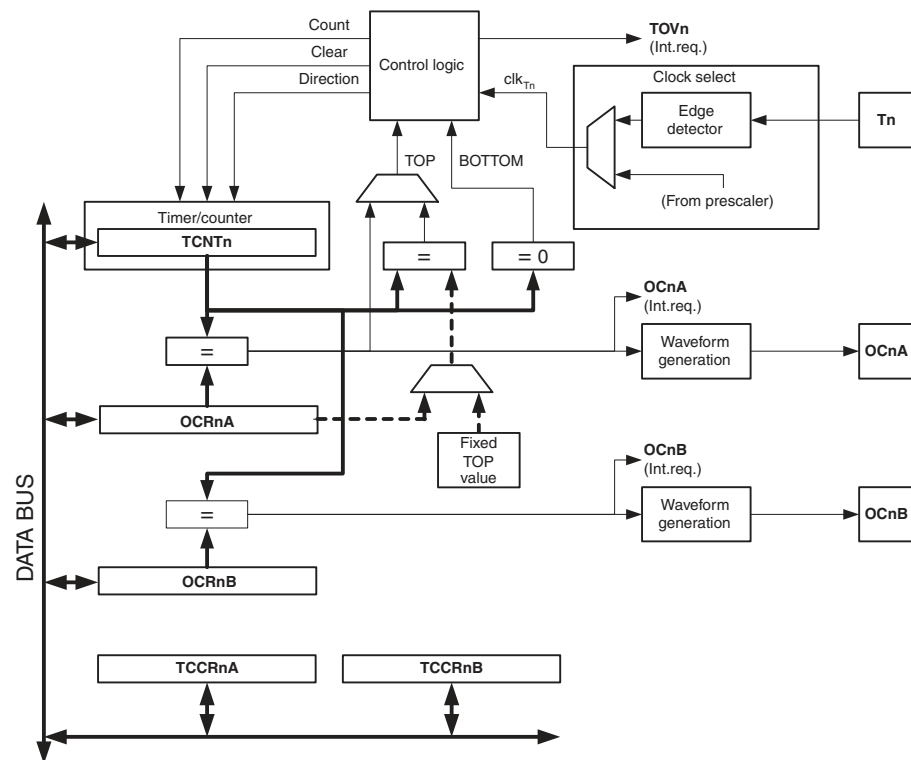 Count
Clear
Direction
Control logic
TOVn
(Int.req.)
clkTn
Clock select
Edge
detector
Tn
(From prescaler)
TOP
BOTTOM
Timer/counter
TCNTn
=
= 0
OCnA
(Int.req.)
=
Waveform
generation
OCnA
OCRnA
Fixed
TOP
value
OCnB
(Int.req.)
=
Waveform
generation
OCnB
DATA BUS
OCRnB
TCCRnA
TCCRnB